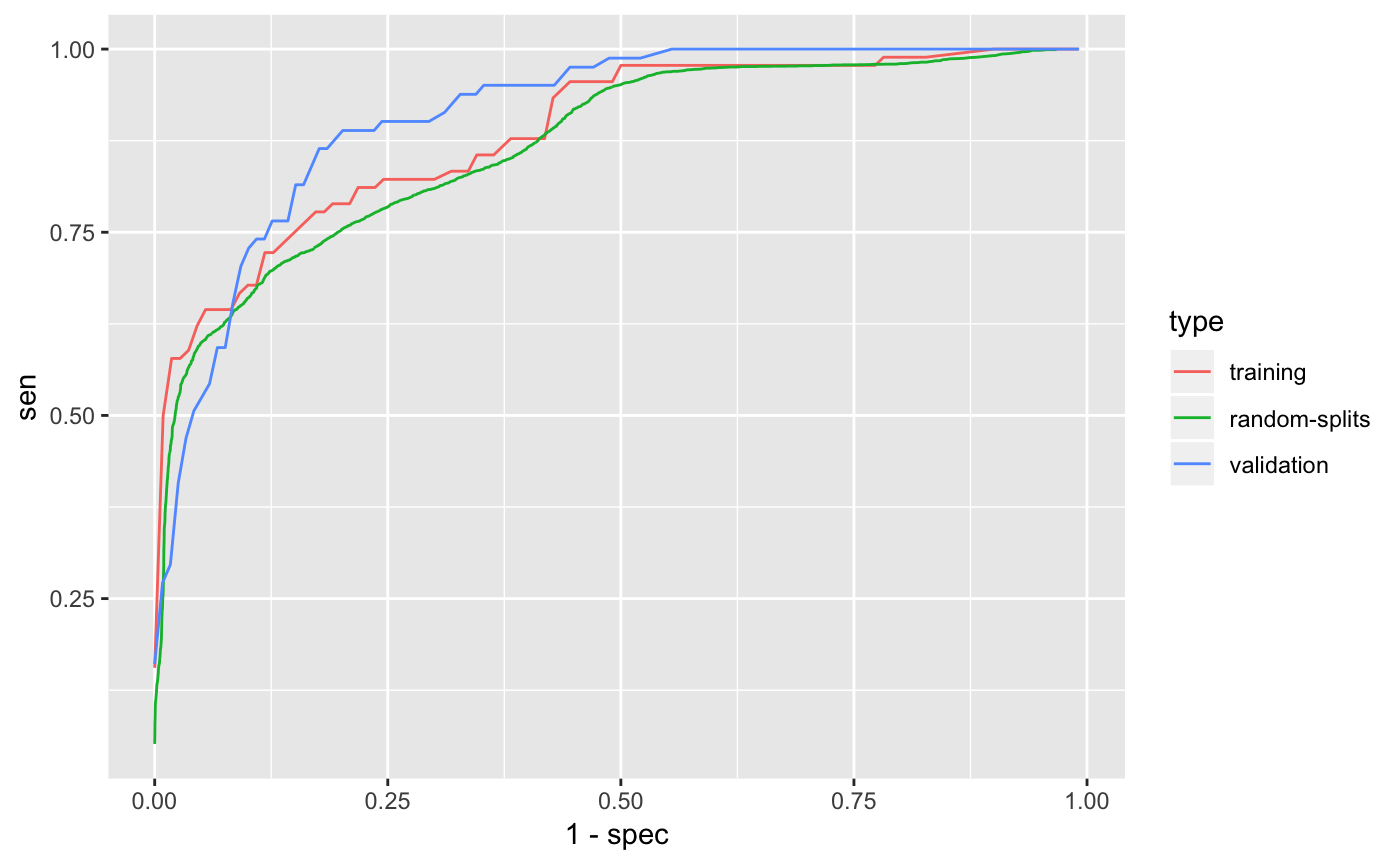 sen
1.00
0.75
0.50
0.25
0.00 0.25 0.50 0.75 1.00
1 - spec
type
training
random-splits
validation